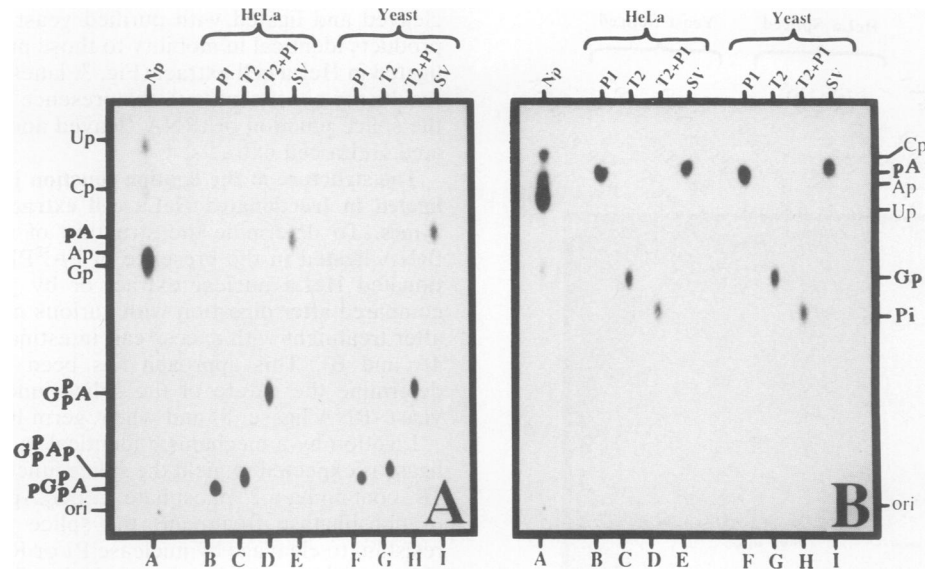 HeLa
Yeast
Np
P1
T2
T2+P1
SV
P1
T2
T2+P1
SV
Up
Cp
pA
Ap
Gp
GppA
GppAp
pGppA
ori
A
A
B
C
D
E
F
G
H
I
HeLa
Yeast
Np
P1
T2
T2+P1
SV
P1
T2
T2+P1
SV
Cp
pA
Ap
Up
Gp
Pi
ori
B
A
B
C
D
E
F
G
H
I